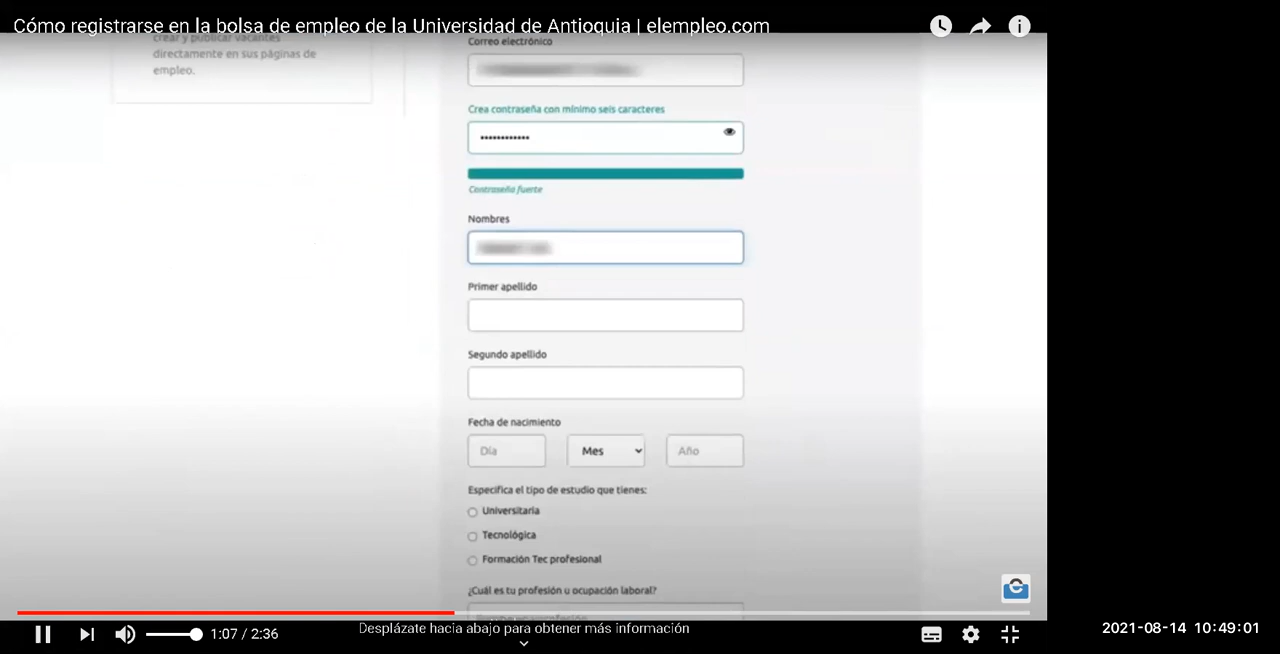 Cómo registrarse en la bolsa de empleo de la Universidad de Antioquia | elempleo.com
crear y publicar vacantes
directamente en sus páginas de
empleo.
Correo electrónico
Crea contraseña con mínimo seis caracteres
••••••••••••
Contraseña fuerte
Nombres
Primer apellido
Segundo apellido
Fecha de nacimiento
Día
Mes
Año
Especifica el tipo de estudio que tienes:
Universitaria
Tecnológica
Formación Tec profesional
¿Cuál es tu profesión u ocupación laboral?
1:07 / 2:36
Desplázate hacia abajo para obtener más información
2021-08-14 10:49:01